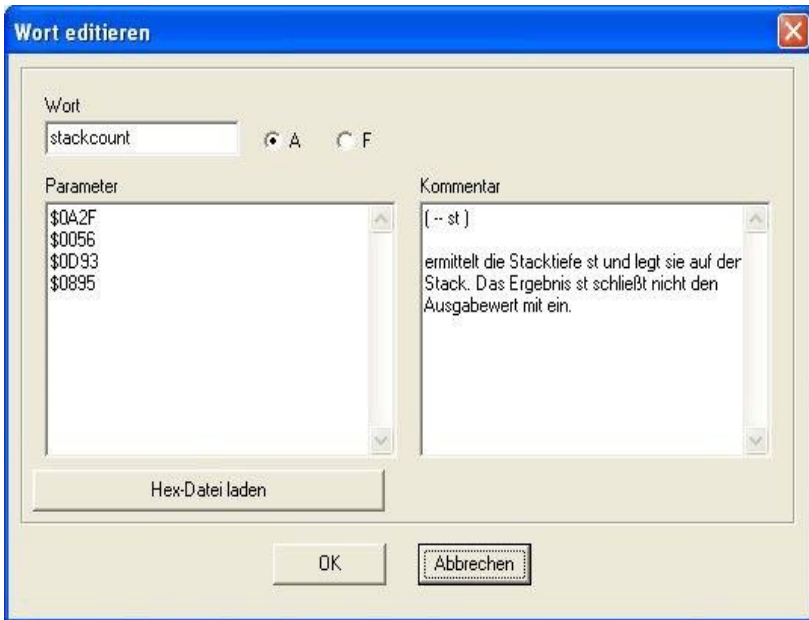 Wort editieren
Wort
stackcount
A
F
Parameter
Kommentar
$0A2F
$0056
$0D93
$0895
( -- st )
ermittelt die Stacktiefe st und legt sie auf der
Stack. Das Ergebnis st schließt nicht den
Ausgabewert mit ein.
Hex-Datei laden
OK
Abbrechen